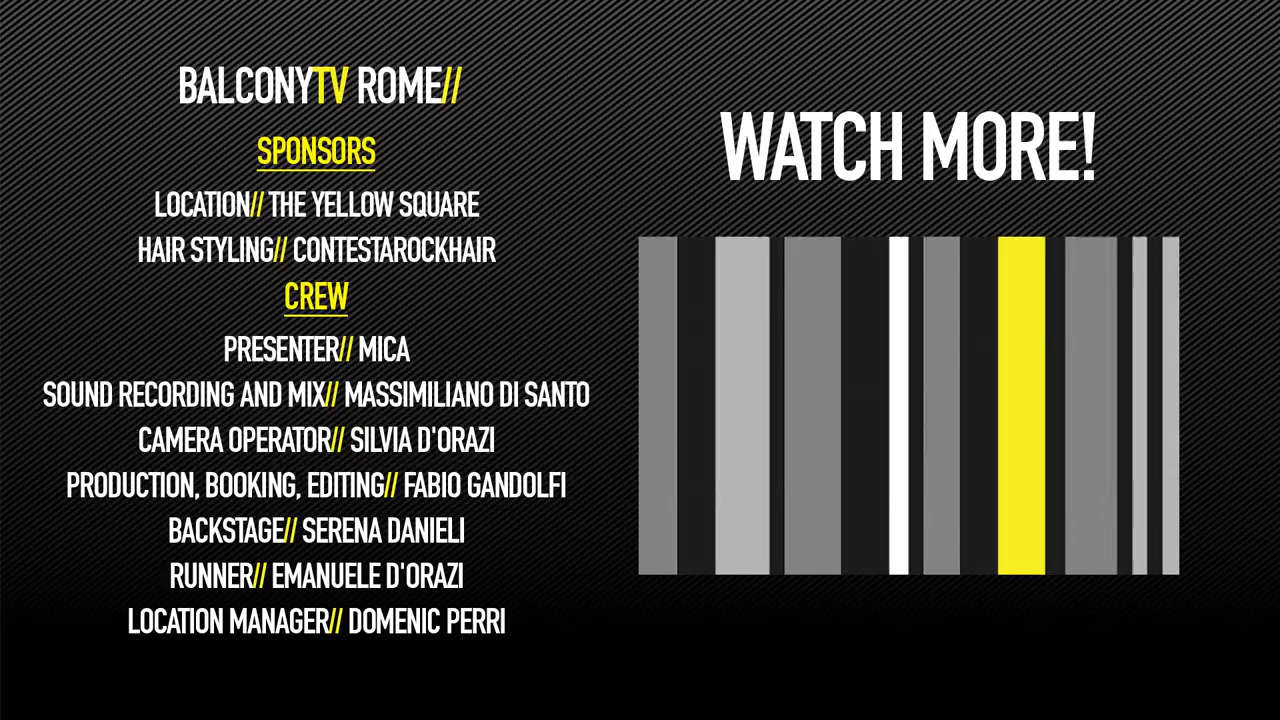 BALCONYTV ROME//
SPONSORS
LOCATION// THE YELLOW SQUARE
HAIR STYLING// CONTESTAROCKHAIR
CREW
PRESENTER// MICA
SOUND RECORDING AND MIX// MASSIMILIANO DI SANTO
CAMERA OPERATOR// SILVIA D'ORAZI
PRODUCTION, BOOKING, EDITING// FABIO GANDOLFI
BACKSTAGE// SERENA DANIELI
RUNNER// EMANUELE D'ORAZI
LOCATION MANAGER// DOMENIC PERRI
WATCH MORE!